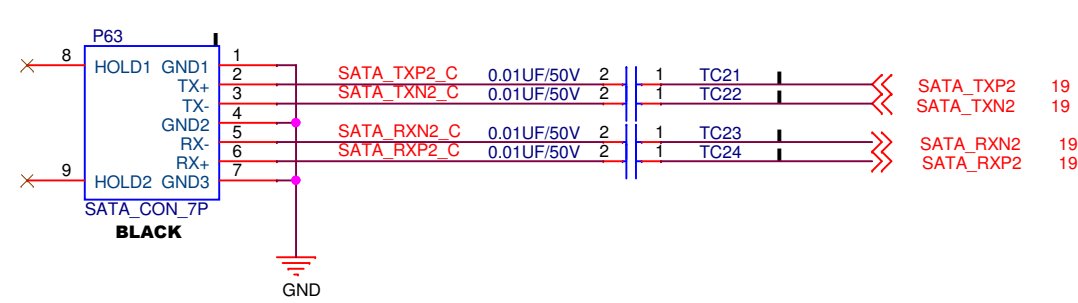 P63
8 HOLD1 GND1 1
TX+ 2 SATA_TXP2_C 0.01UF/50V 2 1 TC21 SATA_TXP2 19
TX- 3 SATA_TXN2_C 0.01UF/50V 2 1 TC22 SATA_TXN2 19
GND2 4
RX- 5 SATA_RXN2_C 0.01UF/50V 2 1 TC23 SATA_RXN2 19
RX+ 6 SATA_RXP2_C 0.01UF/50V 2 1 TC24 SATA_RXP2 19
9 HOLD2 GND3 7
SATA_CON_7P
BLACK
GND